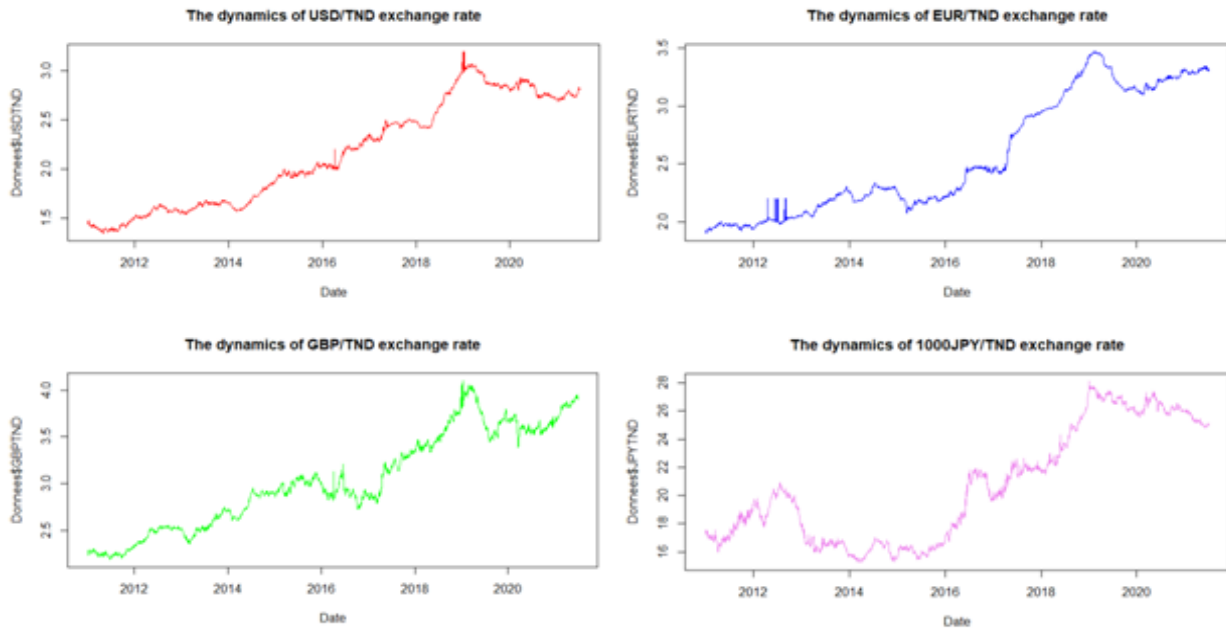 The dynamics of USD/TND exchange rate
Donnees$USDTND
3.0
2.5
2.0
1.5
2012 2014 2016 2018 2020
Date
The dynamics of EUR/TND exchange rate
Donnees$EURTND
3.5
3.0
2.5
2.0
2012 2014 2016 2018 2020
Date
The dynamics of GBP/TND exchange rate
Donnees$GBPTND
4.0
3.5
3.0
2.5
2012 2014 2016 2018 2020
Date
The dynamics of 1000JPY/TND exchange rate
Donnees$JPYTND
28
26
24
22
20
18
16
2012 2014 2016 2018 2020
Date